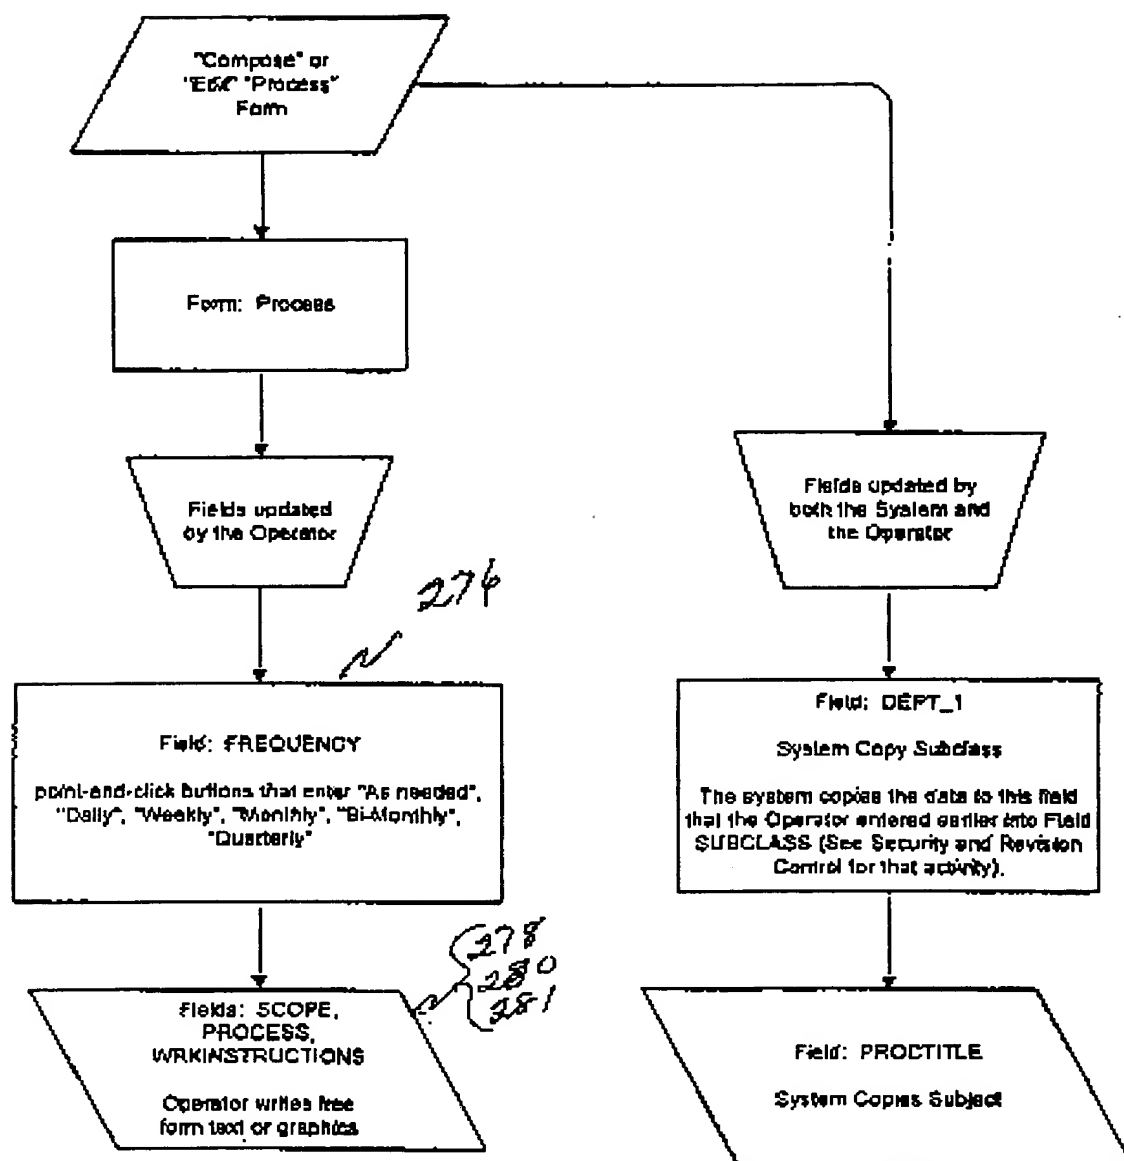 "Compose" or
"Edit" "Process"
Form
Form: Process
Fields updated
by the Operator
276
Field: FREQUENCY
point-and-click buttons that enter "As needed",
"Daily", "Weekly", "Monthly", "Bi-Monthly",
"Quarterly"
278
280
281
Fields: SCOPE,
PROCESS,
WRKINSTRUCTIONS
Operator writes free
form text or graphics
Fields updated by
both the System and
the Operator
Field: DEPT_1
System Copy Subclass
The system copies the data to this field
that the Operator entered earlier into Field
SUBCLASS (See Security and Revision
Control for that activity).
Field: PROCTITLE
System Copies Subject